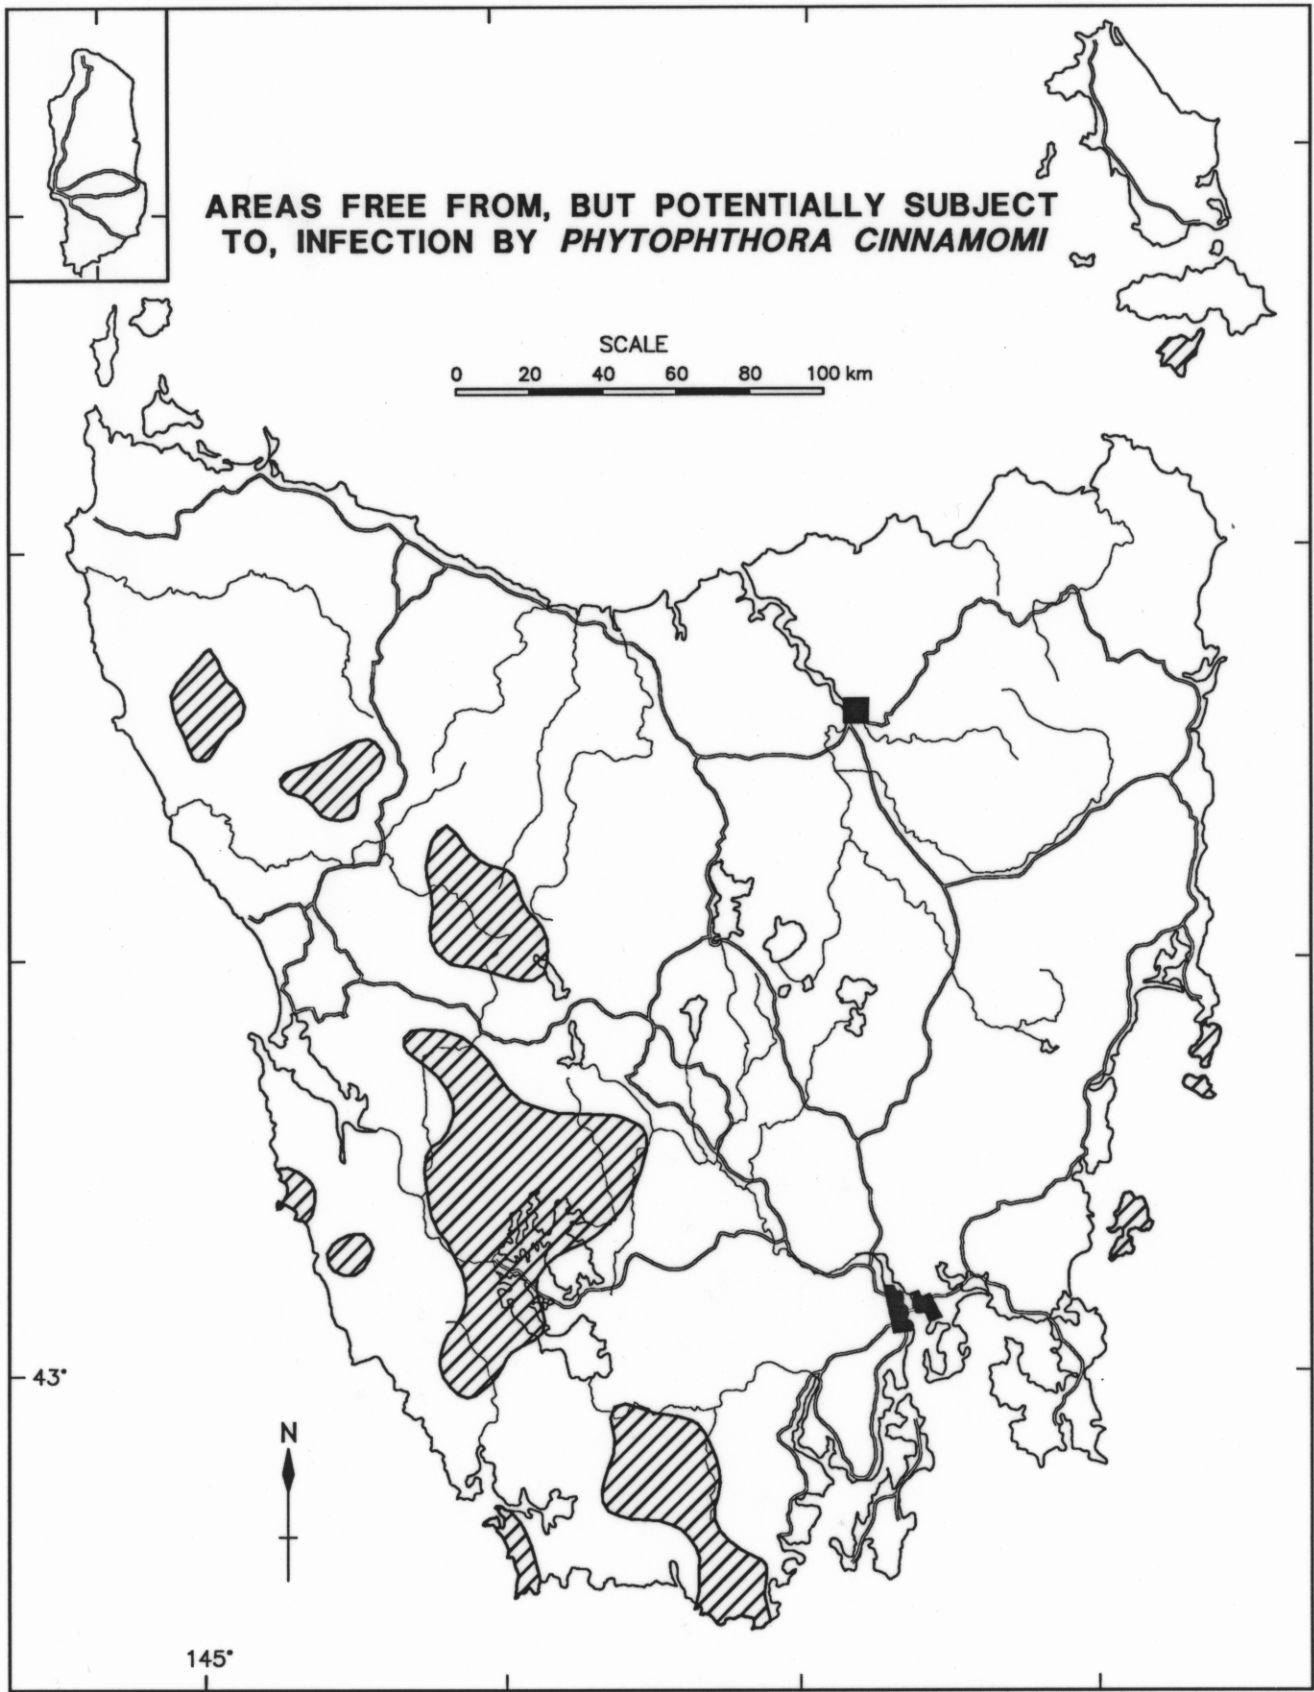 AREAS FREE FROM, BUT POTENTIALLY SUBJECT
TO, INFECTION BY PHYTOPHTHORA CINNAMOMI
SCALE
0 20 40 60 80 100 km
43°
N
145°